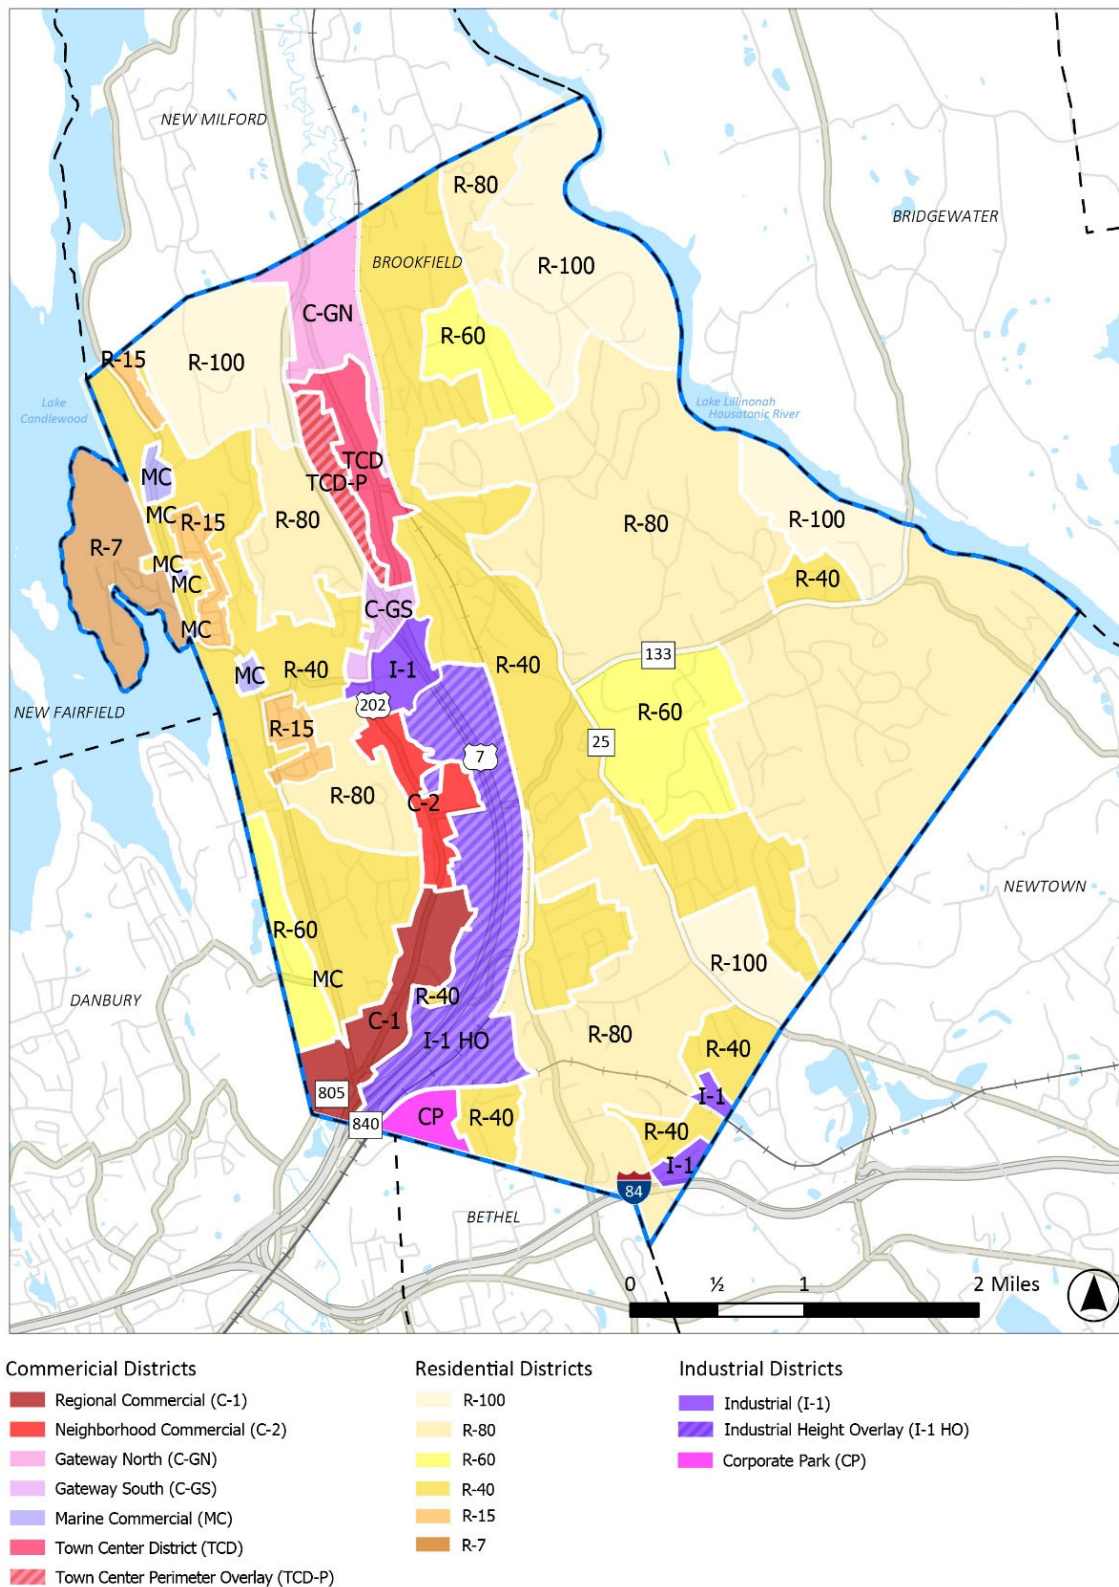 NEW MILFORD
R-80
BRIDGEWATER
BROOKFIELD
R-100
C-GN
R-60
R-15
R-100
Lake
Candlewood
Lake Lillinonah
Housatonic River
TCD
MC
TCD-P
MC
R-15
R-80
R-80
R-100
R-7
MC
MC
R-40
C-GS
MC
133
R-40
MC
R-40
I-1
202
R-60
NEW FAIRFIELD
R-15
25
7
R-80
C-2
NEWTOWN
R-60
R-100
MC
DANBURY
R-40
C-1
R-80
I-1 HO
R-40
805
I-1
CP
R-40
840
R-40
I-1
84
BETHEL
0 ½ 1 2 Miles
Commericial Districts
Regional Commercial (C-1)
Neighborhood Commercial (C-2)
Gateway North (C-GN)
Gateway South (C-GS)
Marine Commercial (MC)
Town Center District (TCD)
Town Center Perimeter Overlay (TCD-P)
Residential Districts
R-100
R-80
R-60
R-40
R-15
R-7
Industrial Districts
Industrial (I-1)
Industrial Height Overlay (I-1 HO)
Corporate Park (CP)